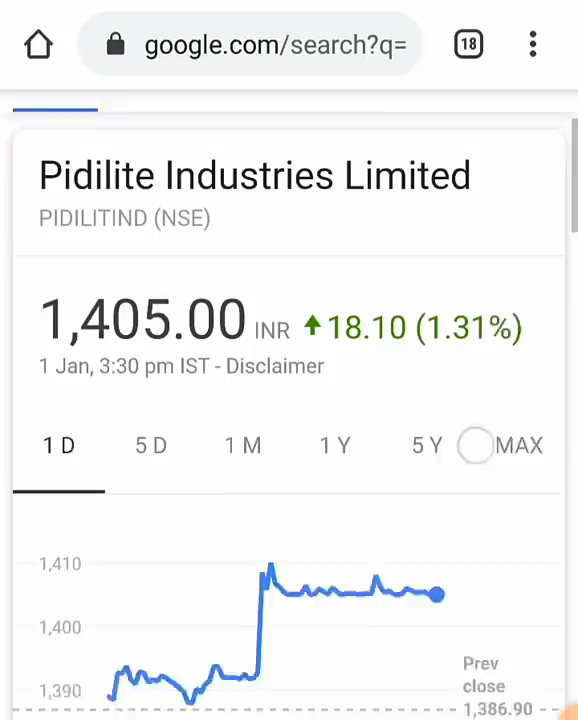 google.com/search?q=
18
Pidilite Industries Limited
PIDILITIND (NSE)
1,405.00 INR 18.10 (1.31%)
1 Jan, 3:30 pm IST - Disclaimer
1 D 5 D 1 M 1 Y 5 Y MAX
1,410
1,400
1,390
Prev
close
1,386.90